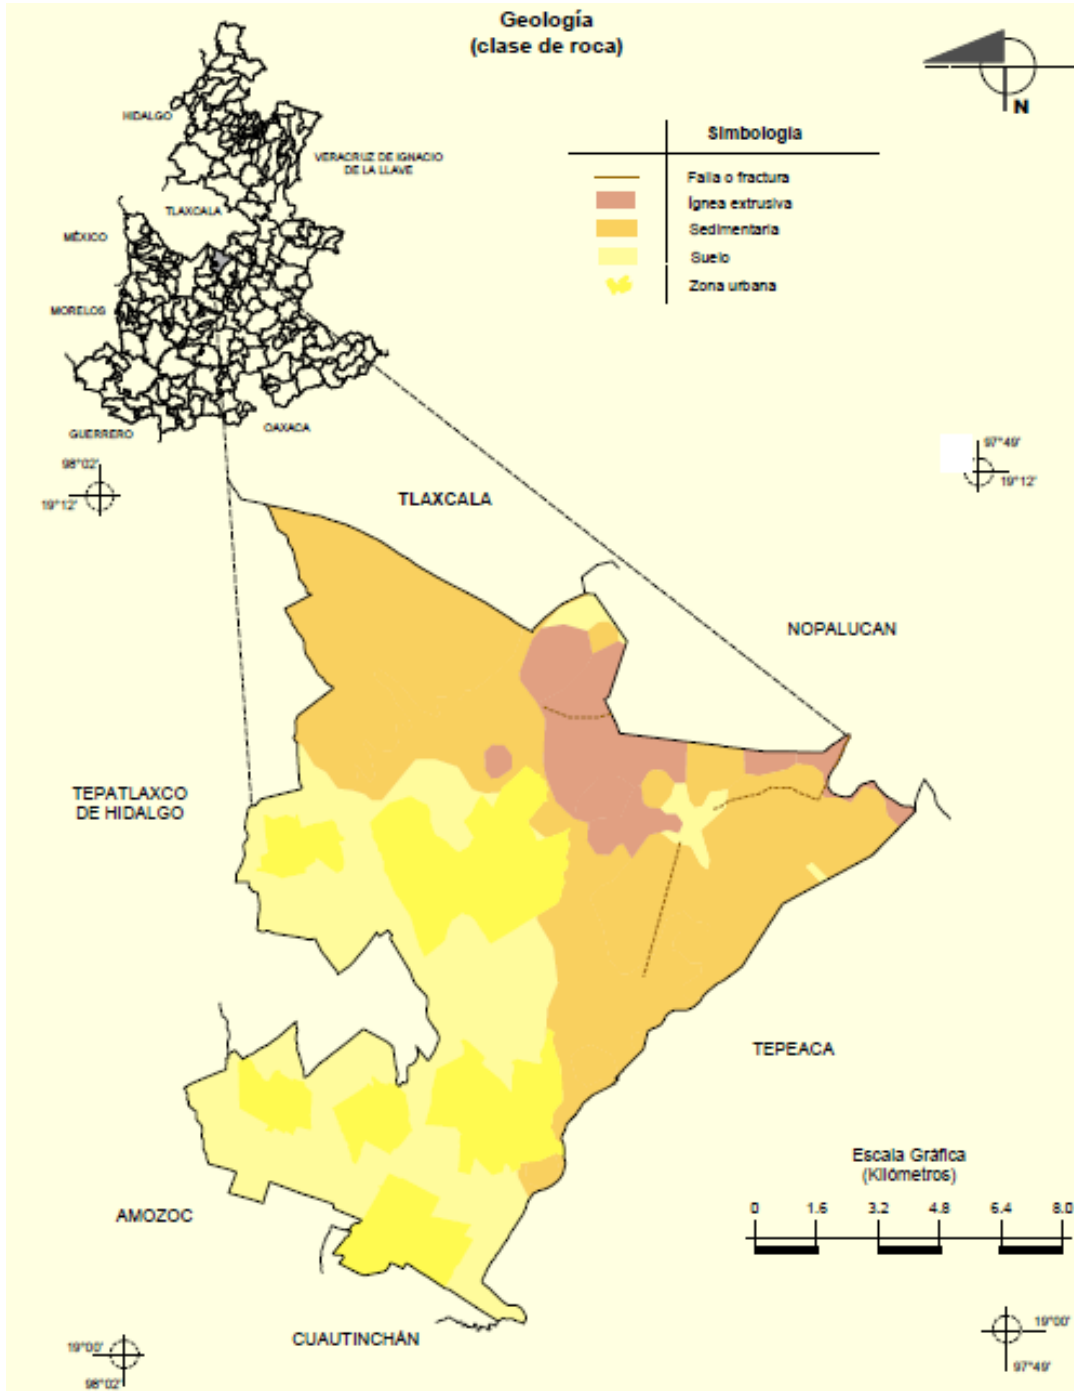 Geología
(clase de roca)
N
Simbología
Falla o fractura
Ígnea extrusiva
Sedimentaria
Suelo
Zona urbana
HIDALGO
VERACRUZ DE IGNACIO
DE LA LLAVE
TLAXCALA
MÉXICO
MORELOS
GUERRERO
OAXACA
98°02'
19°12'
97°49'
19°12'
TLAXCALA
NOPALUCAN
TEPATLAXCO
DE HIDALGO
TEPEACA
AMOZOC
CUAUTINCHÁN
Escala Gráfica
(Kilómetros)
0 1.6 3.2 4.8 6.4 8.0
19°00'
98°02'
19°00'
97°49'